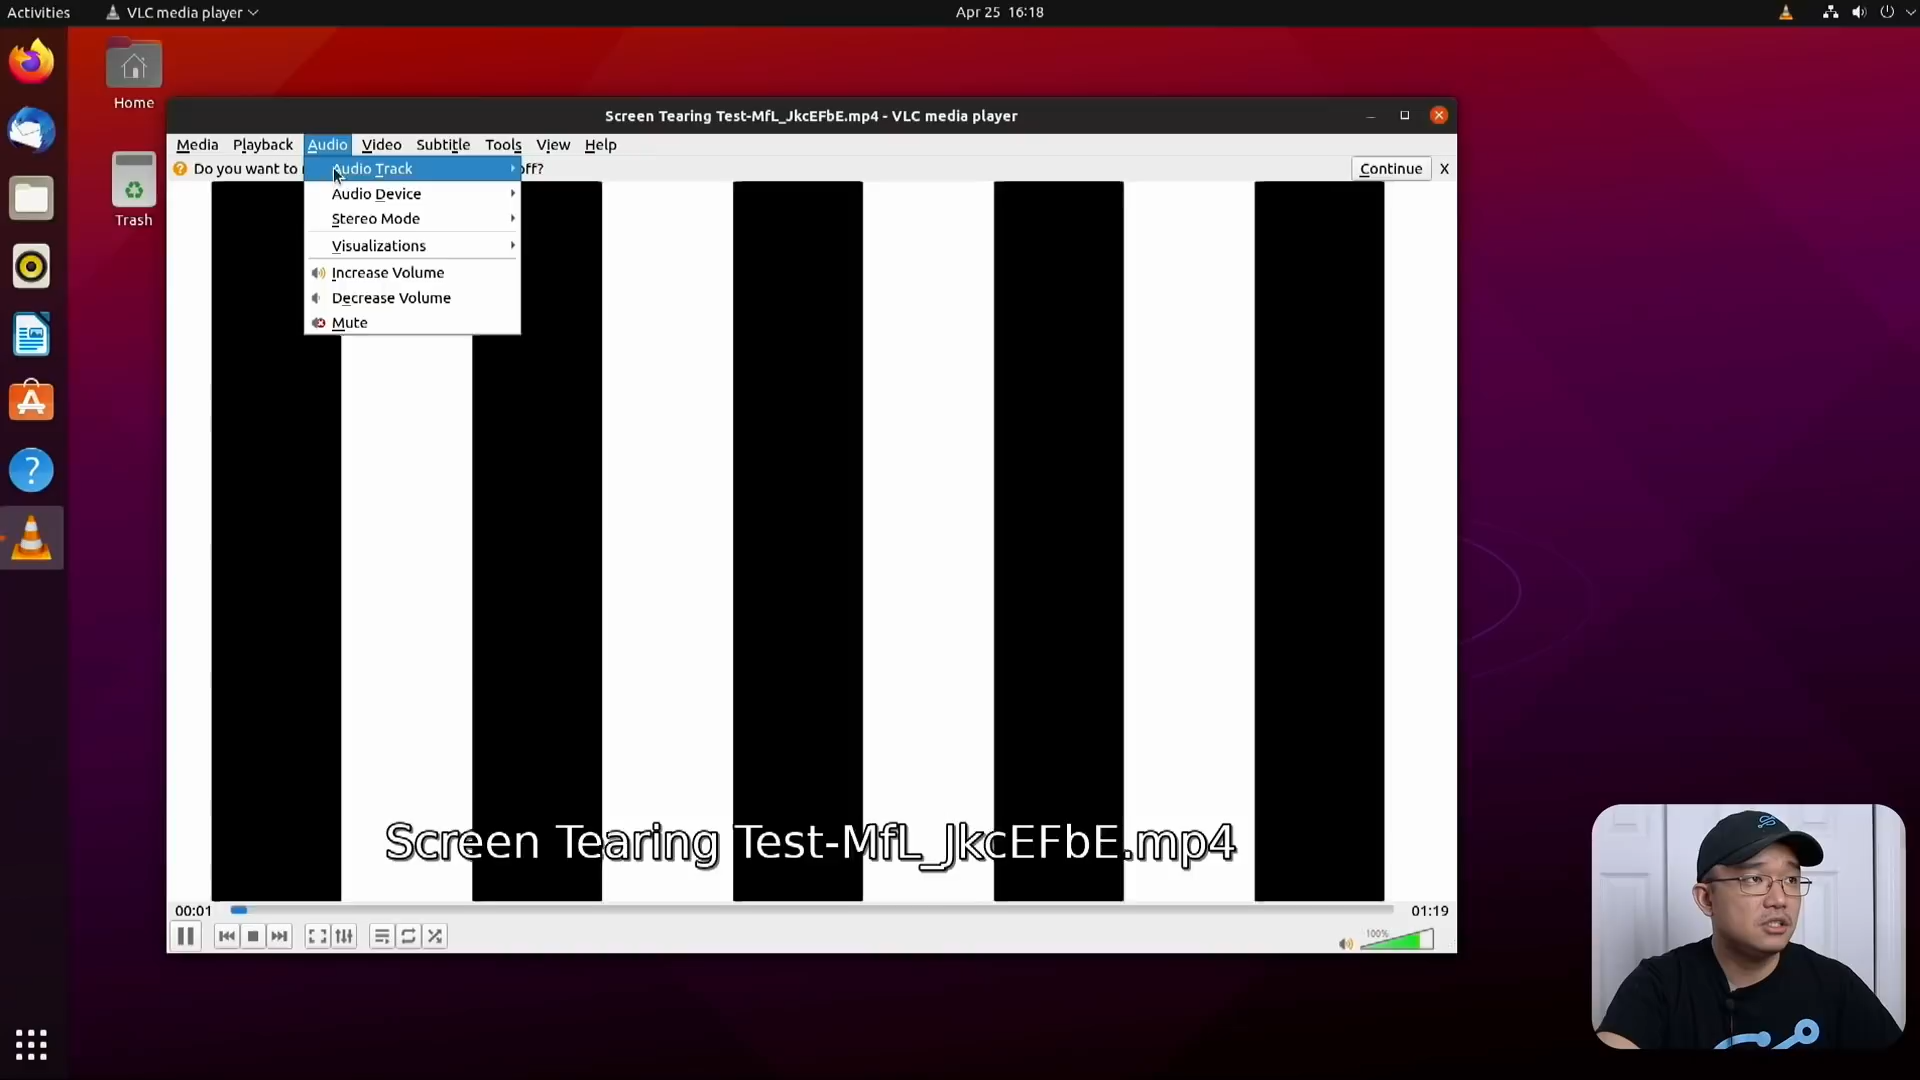 Activities
VLC media player
Apr 25 16:18
Home
Trash
Screen Tearing Test-MfL_JkcEFbE.mp4 - VLC media player
Media Playback Audio Video Subtitle Tools View Help
Do you want to
off?
Continue X
Audio Track
Audio Device
Stereo Mode
Visualizations
Increase Volume
Decrease Volume
Mute
Screen Tearing Test-MfL_JkcEFbE.mp4
00:01
01:19
100%